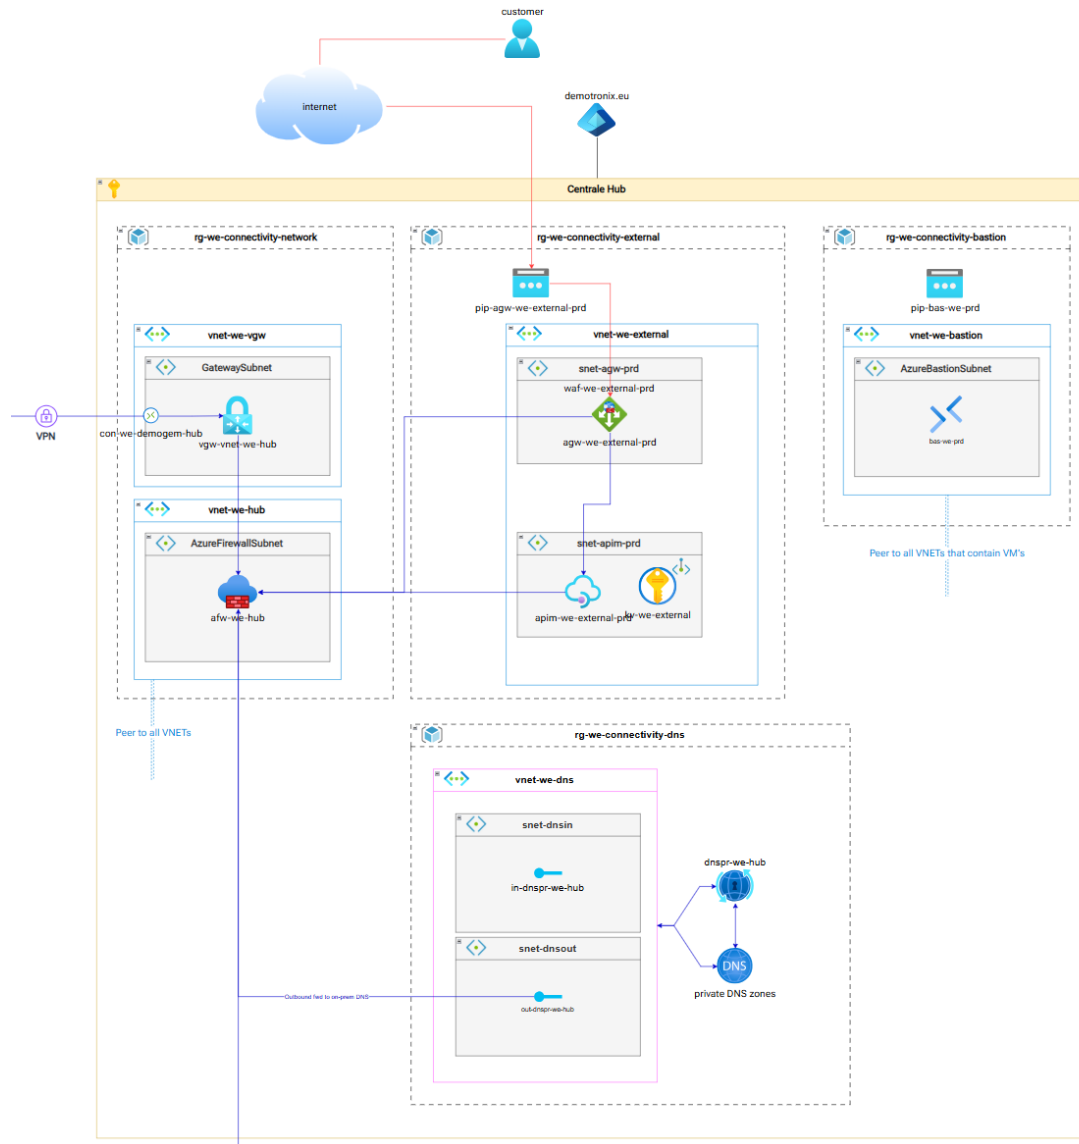 customer
internet
demotronix.eu
Centrale Hub
rg-we-connectivity-network
rg-we-connectivity-external
rg-we-connectivity-bastion
pip-agw-we-external-prd
pip-bas-we-prd
vnet-we-vgw
vnet-we-external
vnet-we-bastion
GatewaySubnet
snet-agw-prd
AzureBastionSubnet
waf-we-external-prd
VPN
con-we-demogem-hub
vgw-vnet-we-hub
agw-we-external-prd
bas-we-prd
vnet-we-hub
AzureFirewallSubnet
snet-apim-prd
Peer to all VNETs that contain VM's
afw-we-hub
apim-we-external-prd
kv-we-external
Peer to all VNETs
rg-we-connectivity-dns
vnet-we-dns
snet-dnsin
in-dnspr-we-hub
dnspr-we-hub
snet-dnsout
DNS
private DNS zones
Outbound fwd to on-prem DNS
out-dnspr-we-hub